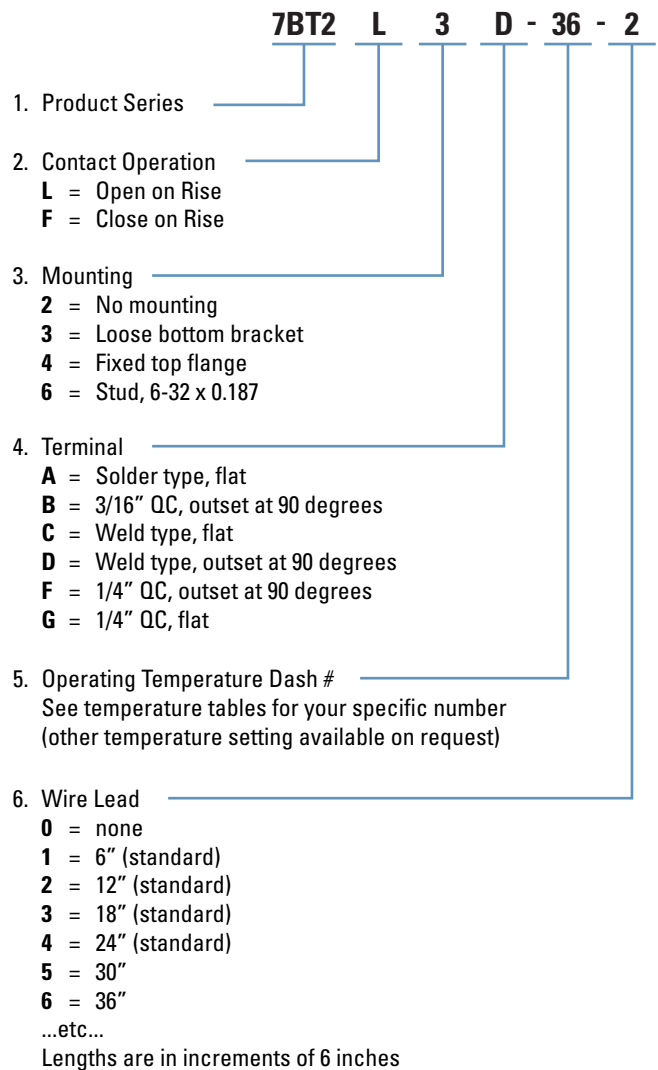 7BT2 L 3 D - 36 - 2
1. Product Series
2. Contact Operation
L = Open on Rise
F = Close on Rise
3. Mounting
2 = No mounting
3 = Loose bottom bracket
4 = Fixed top flange
6 = Stud, 6-32 x 0.187
4. Terminal
A = Solder type, flat
B = 3/16” QC, outset at 90 degrees
C = Weld type, flat
D = Weld type, outset at 90 degrees
F = 1/4” QC, outset at 90 degrees
G = 1/4” QC, flat
5. Operating Temperature Dash #
See temperature tables for your specific number
(other temperature setting available on request)
6. Wire Lead
0 = none
1 = 6” (standard)
2 = 12” (standard)
3 = 18” (standard)
4 = 24” (standard)
5 = 30”
6 = 36”
...etc...
Lengths are in increments of 6 inches